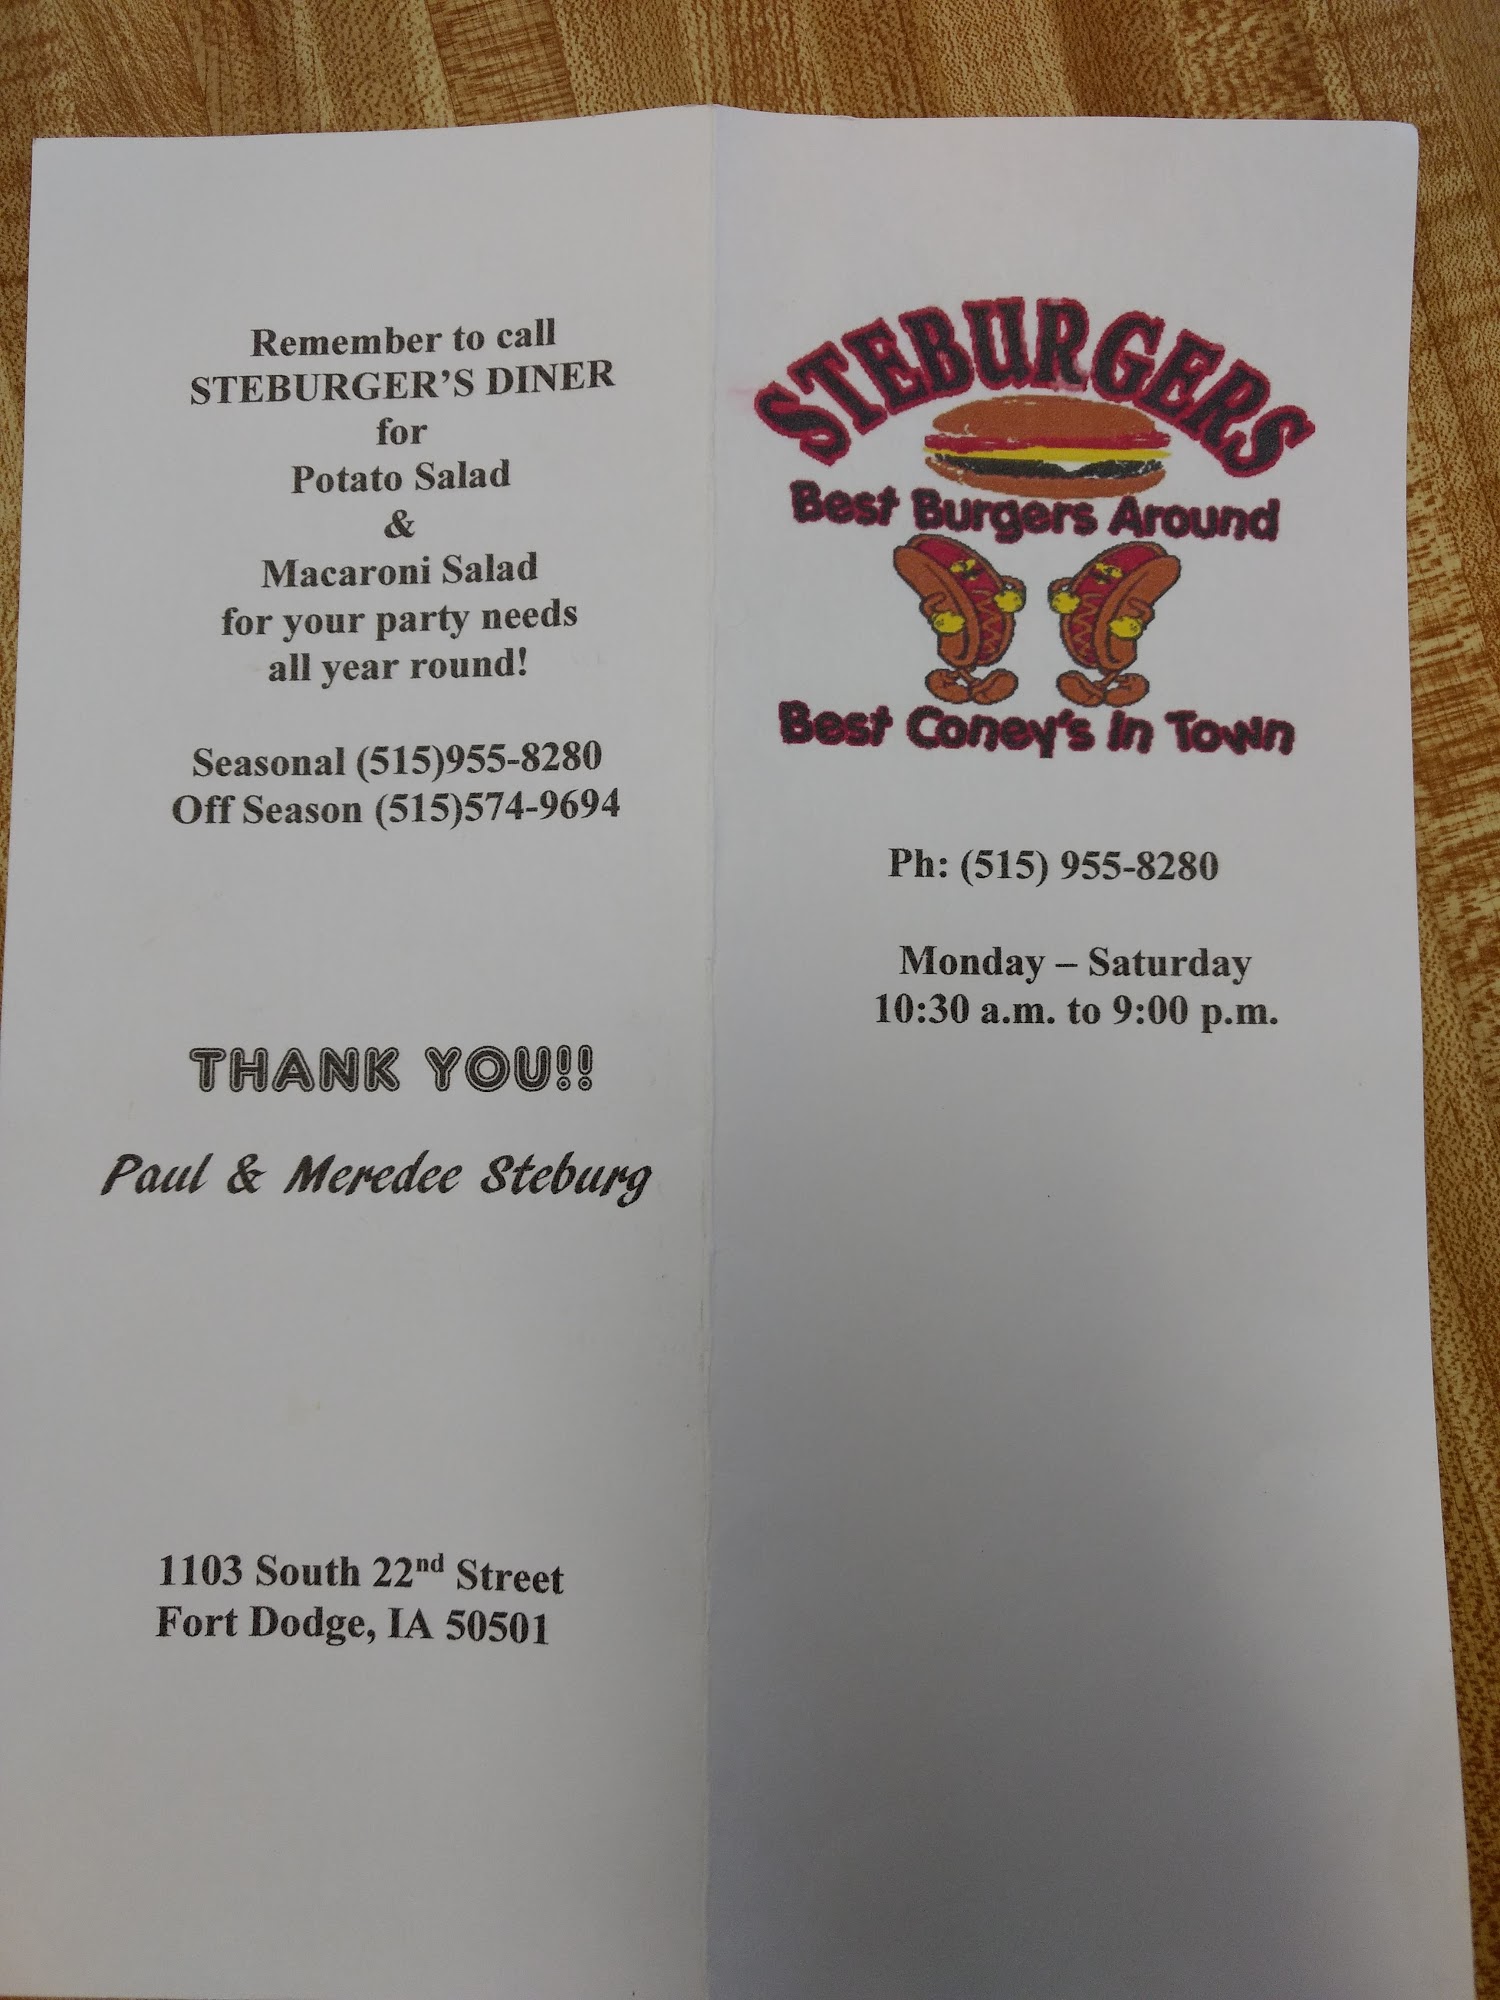 Remember to call
STEBURGER'S DINER
for
Potato Salad
&
Macaroni Salad
for your party needs
all year round!
Seasonal (515)955-8280
Off Season (515)574-9694
THANK YOU!!
Paul & Meredee Steburg
1103 South 22nd Street
Fort Dodge, IA 50501
STEBURGERS
Best Burgers Around
Best Coney's In Town
Ph: (515) 955-8280
Monday – Saturday
10:30 a.m. to 9:00 p.m.